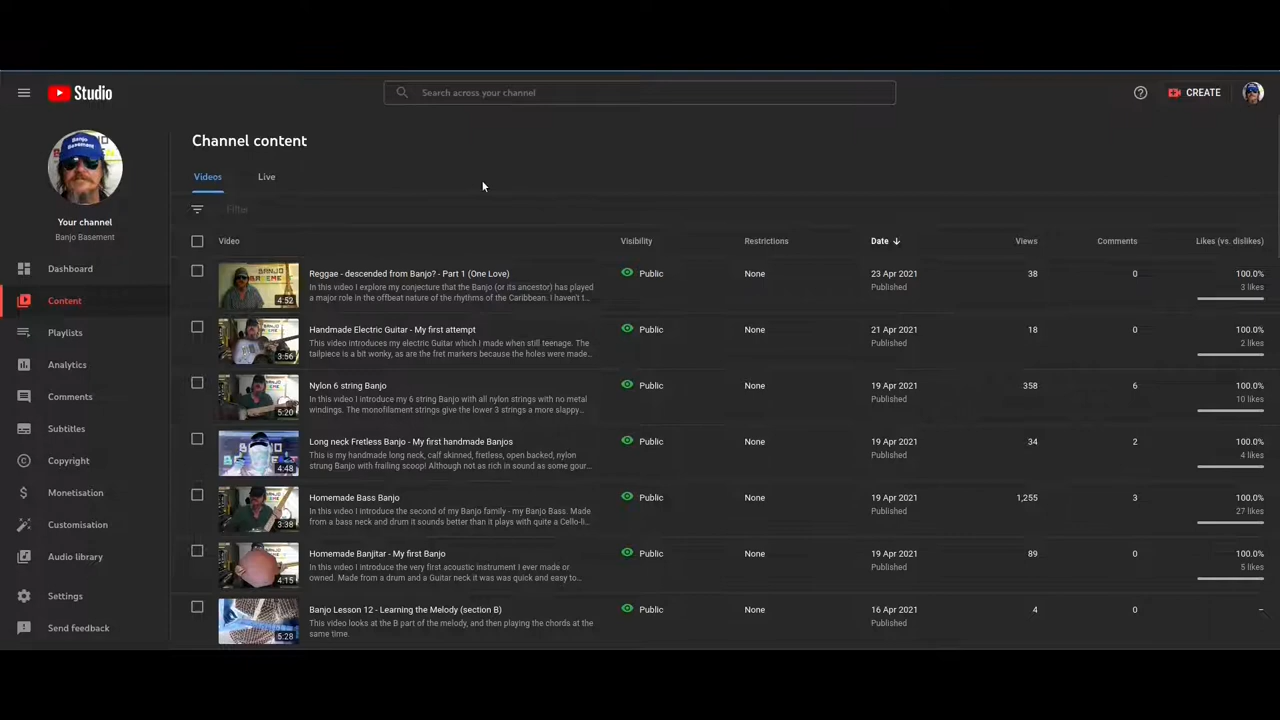 Studio
Search across your channel
CREATE
Banjo
Basement
Your channel
Banjo Basement
Dashboard
Content
Playlists
Analytics
Comments
Subtitles
Copyright
Monetisation
Customisation
Audio library
Settings
Send feedback
Channel content
Videos Live
Filter
Video Visibility Restrictions Date Views Comments Likes (vs. dislikes)
4:52
Reggae - descended from Banjo? - Part 1 (One Love)
In this video I explore my conjecture that the Banjo (or its ancestor) has played
a major role in the offbeat nature of the rhythms of the Caribbean. I haven't t...
Public None 23 Apr 2021 38 0 100.0%
Published 3 likes
3:56
Handmade Electric Guitar - My first attempt
This video introduces my electric Guitar which I made when still teenage. The
tailpiece is a bit wonky, as are the fret markers because the holes were made...
Public None 21 Apr 2021 18 0 100.0%
Published 2 likes
5:20
Nylon 6 string Banjo
In this video I introduce my 6 string Banjo with all nylon strings with no metal
windings. The monofilament strings give the lower 3 strings a more slappy...
Public None 19 Apr 2021 358 6 100.0%
Published 10 likes
4:48
Long neck Fretless Banjo - My first handmade Banjos
This is my handmade long neck, calf skinned, fretless, open backed, nylon
strung Banjo with frailing scoop! Although not as rich in sound as some gour...
Public None 19 Apr 2021 34 2 100.0%
Published 4 likes
3:38
Homemade Bass Banjo
In this video I introduce the second of my Banjo family - my Banjo Bass. Made
from a bass neck and drum it sounds better than it plays with quite a Cello-li...
Public None 19 Apr 2021 1,255 3 100.0%
Published 27 likes
4:15
Homemade Banjitar - My first Banjo
In this video I introduce the very first acoustic instrument I ever made or
owned. Made from a drum and a Guitar neck it was was quick and easy to...
Public None 19 Apr 2021 89 0 100.0%
Published 5 likes
5:28
Banjo Lesson 12 - Learning the Melody (section B)
This video looks at the B part of the melody, and then playing the chords at the
same time.
Public None 16 Apr 2021 4 0 –
Published